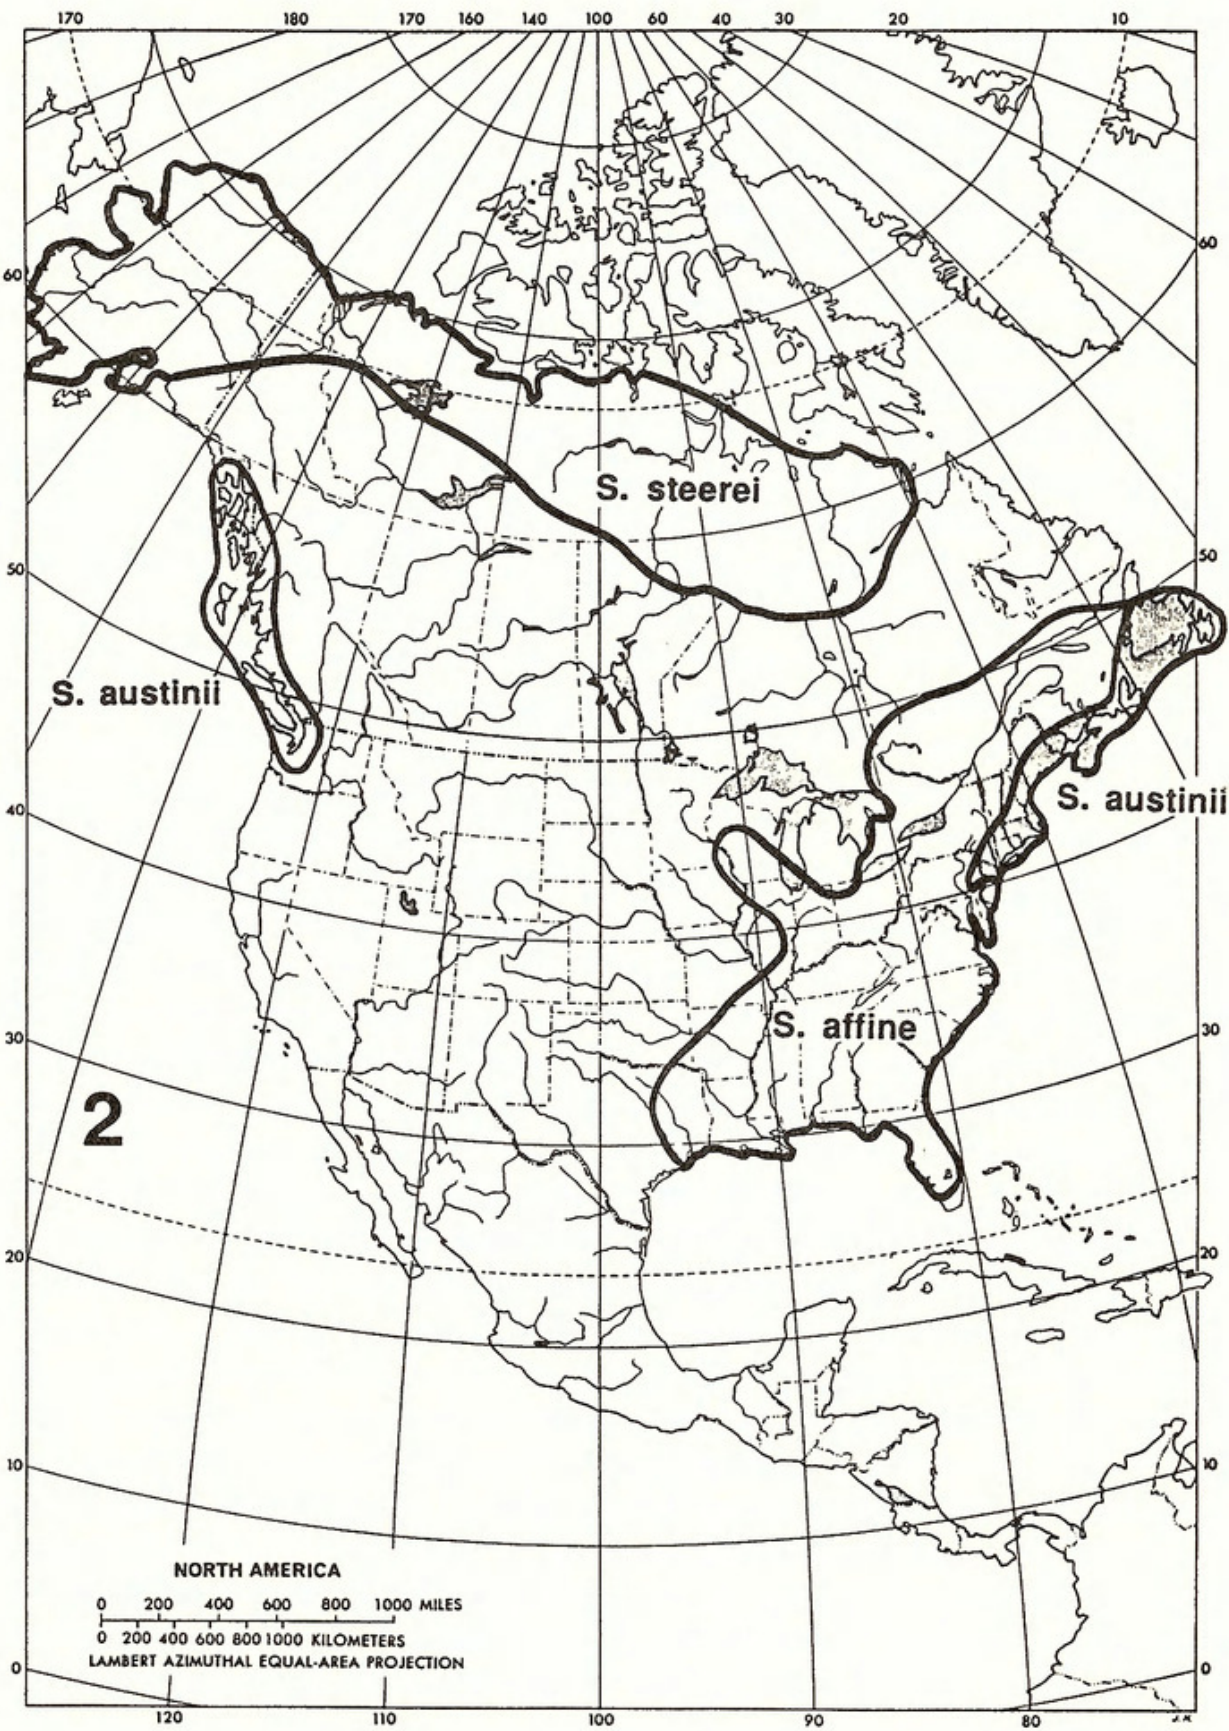 170 180 170 160 140 100 60 40 30 20 10
60 60
S. steerei
50 50
S. austinii
S. austinii
40
S. affine
30 30
2
20 20
10 10
NORTH AMERICA
0 200 400 600 800 1000 MILES
0 200 400 600 800 1000 KILOMETERS
LAMBERT AZIMUTHAL EQUAL-AREA PROJECTION
0 0
120 110 100 90 80